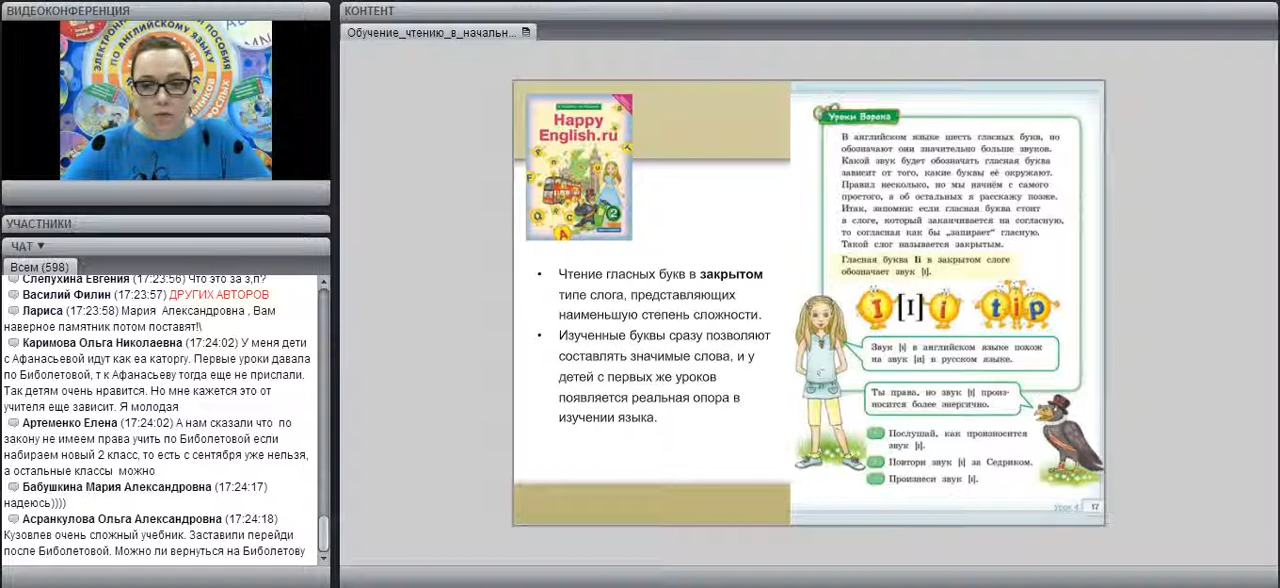 ВИДЕОКОНФЕРЕНЦИЯ
ЭЛЕКТРОНН
ПОСОБИЯ
ПО АНГЛИЙСКОМУ ЯЗЫКУ
УЧАСТНИКИ
ЧАТ ▼
Всем (598)
Слепухина Евгения (17:23:56) Что это за з,п?
Василий Филин (17:23:57) ДРУГИХ АВТОРОВ
Лариса (17:23:58) Мария Александровна , Вам
наверное памятник потом поставят!\
Каримова Ольга Николаевна (17:24:02) У меня дети
с Афанасьевой идут как еа каторгу. Первые уроки давала
по Биболетовой, т к Афанасьеву тогда еще не прислали.
Так детям очень нравится. Но мне кажется это от
учителя еще зависит. Я молодая
Артеменко Елена (17:24:02) А нам сказали что по
закону не имеем права учить по Биболетовой если
набираем новый 2 класс, то есть с сентября уже нельзя,
а остальные классы можно
Бабушкина Мария Александровна (17:24:17)
надеюсь))))
Асранкулова Ольга Александровна (17:24:18)
Кузовлев очень сложный учебник. Заставили перейди
после Биболетовой. Можно ли вернуться на Биболетову
КОНТЕНТ
Обучение_чтению_в_начальн...
Happy
English.ru
2
• Чтение гласных букв в закрытом
типе слога, представляющих
наименьшую степень сложности.
• Изученные буквы сразу позволяют
составлять значимые слова, и у
детей с первых же уроков
появляется реальная опора в
изучении языка.
Уроки Ворона
В английском языке шесть гласных букв, но
обозначают они значительно больше звуков.
Какой звук будет обозначать гласная буква
зависит от того, какие буквы её окружают.
Правил несколько, но мы начнём с самого
простого, а об остальных я расскажу позже.
Итак, запомни: если гласная буква стоит
в слоге, который заканчивается на согласную,
то согласная как бы „запирает“ гласную.
Такой слог называется закрытым.
Гласная буква Ii в закрытом слоге
обозначает звук [ɪ].
I [ɪ] i tip
Звук [ɪ] в английском языке похож
на звук [и] в русском языке.
Ты права, но звук [ɪ] произ-
носится более энергично.
Послушай, как произносится
звук [ɪ].
Повтори звук [ɪ] за Седриком.
Произнеси звук [ɪ].
Урок 4 17